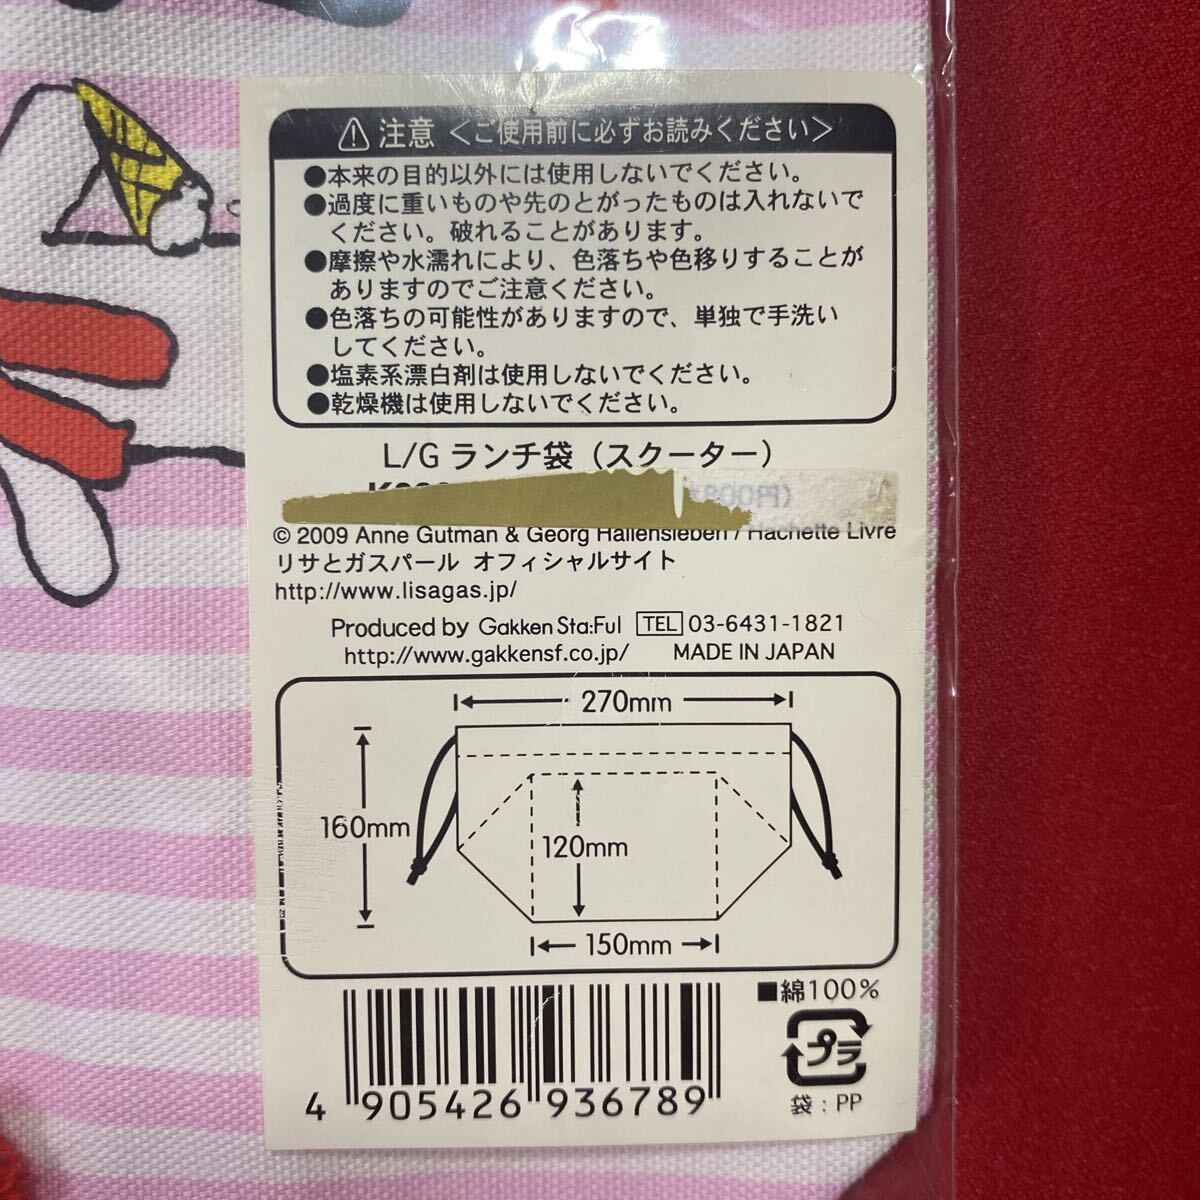 注意 <ご使用前に必ずお読みください>
●本来の目的以外には使用しないでください。
●過度に重いものや先のとがったものは入れないで
ください。破れることがあります。
●摩擦や水濡れにより、色落ちや色移りすることが
ありますのでご注意ください。
●色落ちの可能性がありますので、単独で手洗い
してください。
●塩素系漂白剤は使用しないでください。
●乾燥機は使用しないでください。
L/G ランチ袋（スクーター）
800円）
© 2009 Anne Gutman & Georg Hallensleben / Hachette Livre
リサとガスパール オフィシャルサイト
http://www.lisagas.jp/
Produced by Gakken Sta:Ful TEL 03-6431-1821
http://www.gakkensf.co.jp/ MADE IN JAPAN
270mm
160mm
120mm
150mm
■綿100%
プラ
袋：PP
4 905426 936789